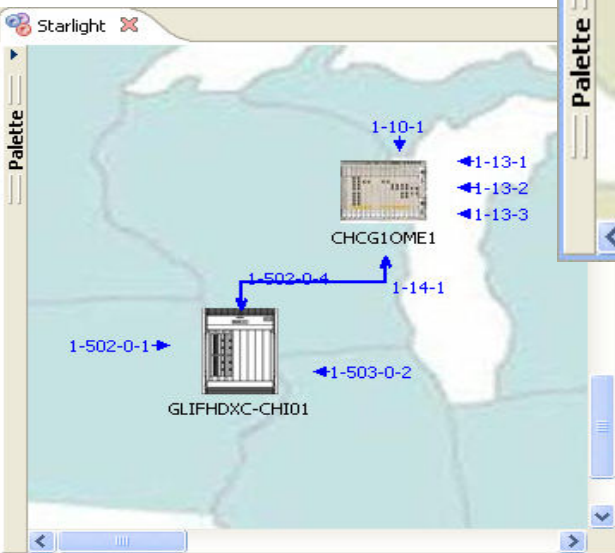 Starlight
Palette
Palette
1-10-1
1-13-1
1-13-2
1-13-3
CHCG1OME1
1-502-0-4
1-14-1
1-502-0-1
1-503-0-2
GLIFHDXC-CHI01